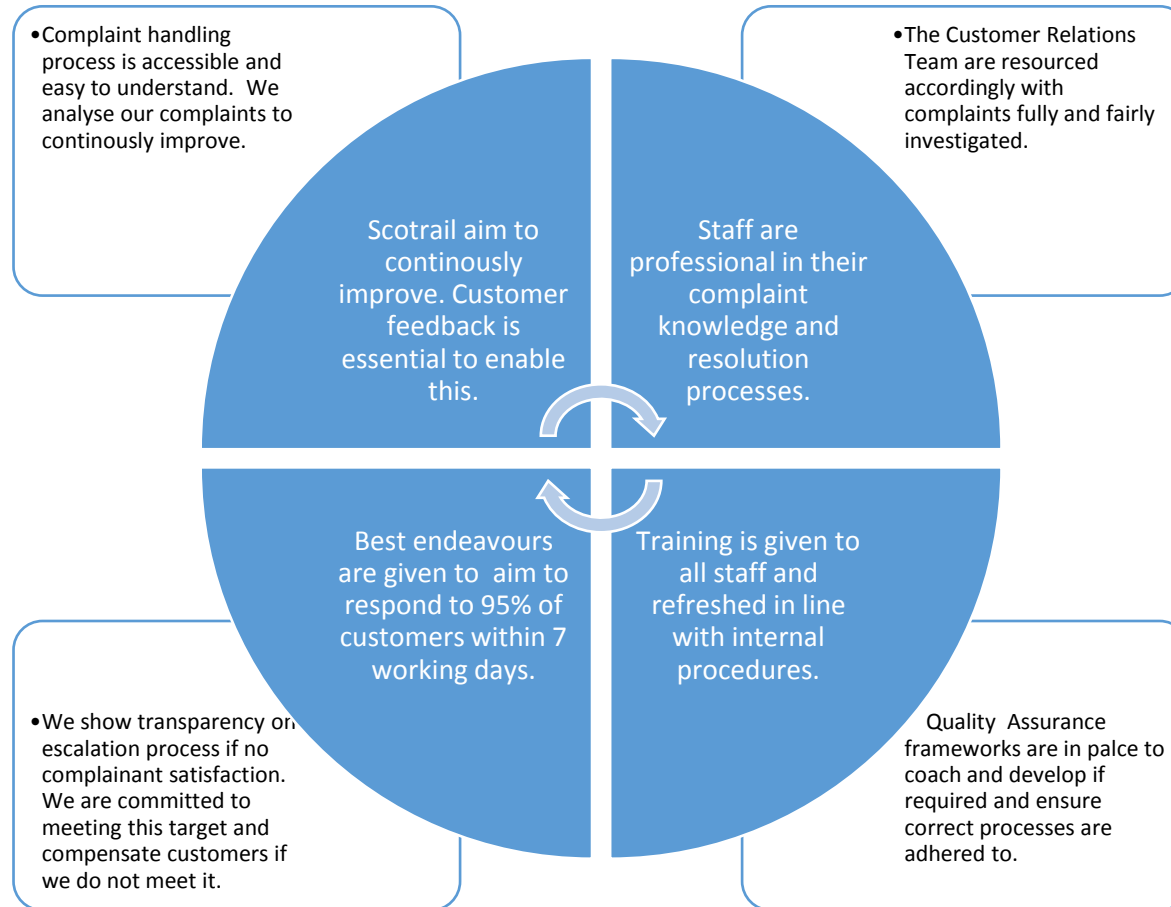 •Complaint handling
process is accessible and
easy to understand.  We
analyse our complaints to
continously improve.
•The Customer Relations
Team are resourced
accordingly with
complaints fully and fairly
investigated.
Scotrail aim to
continously
improve. Customer
feedback is
essential to enable
this.
Staff are
professional in their
complaint
knowledge and
resolution
processes.
Best endeavours
are given to  aim to
respond to 95% of
customers within 7
working days.
Training is given to
all staff and
refreshed in line
with internal
procedures.
•We show transparency on
escalation process if no
complainant satisfaction.
We are committed to
meeting this target and
compensate customers if
we do not meet it.
Quality  Assurance
frameworks are in palce to
coach and develop if
required and ensure
correct processes are
adhered to.